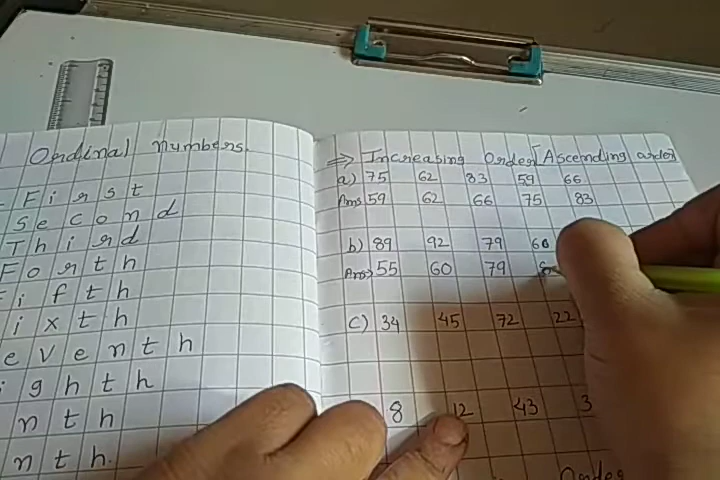 Ordinal numbers.
First
Second
Third
Forth
ifth
ixth
eventh
ghth
nth
nth.
⇒ Increasing Order [Ascending order
a) 75 62 83 59 66
Ans 59 62 66 75 83
b) 89 92 79 60
Ans) 55 60 79
c) 34 45 72 22
8 12 43 3
Order